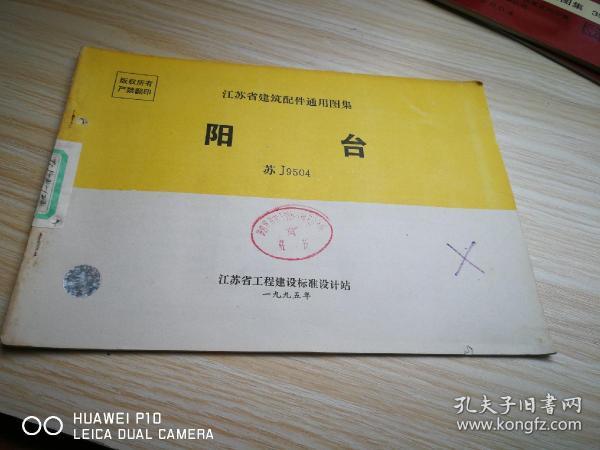 版权所有
严禁翻印
江苏省建筑配件通用图集
阳台
苏J9504
江苏省工程建设标准设计站
一九九五年
图集
HUAWEI P10
LEICA DUAL CAMERA
孔夫子旧书网
www.kongfz.com